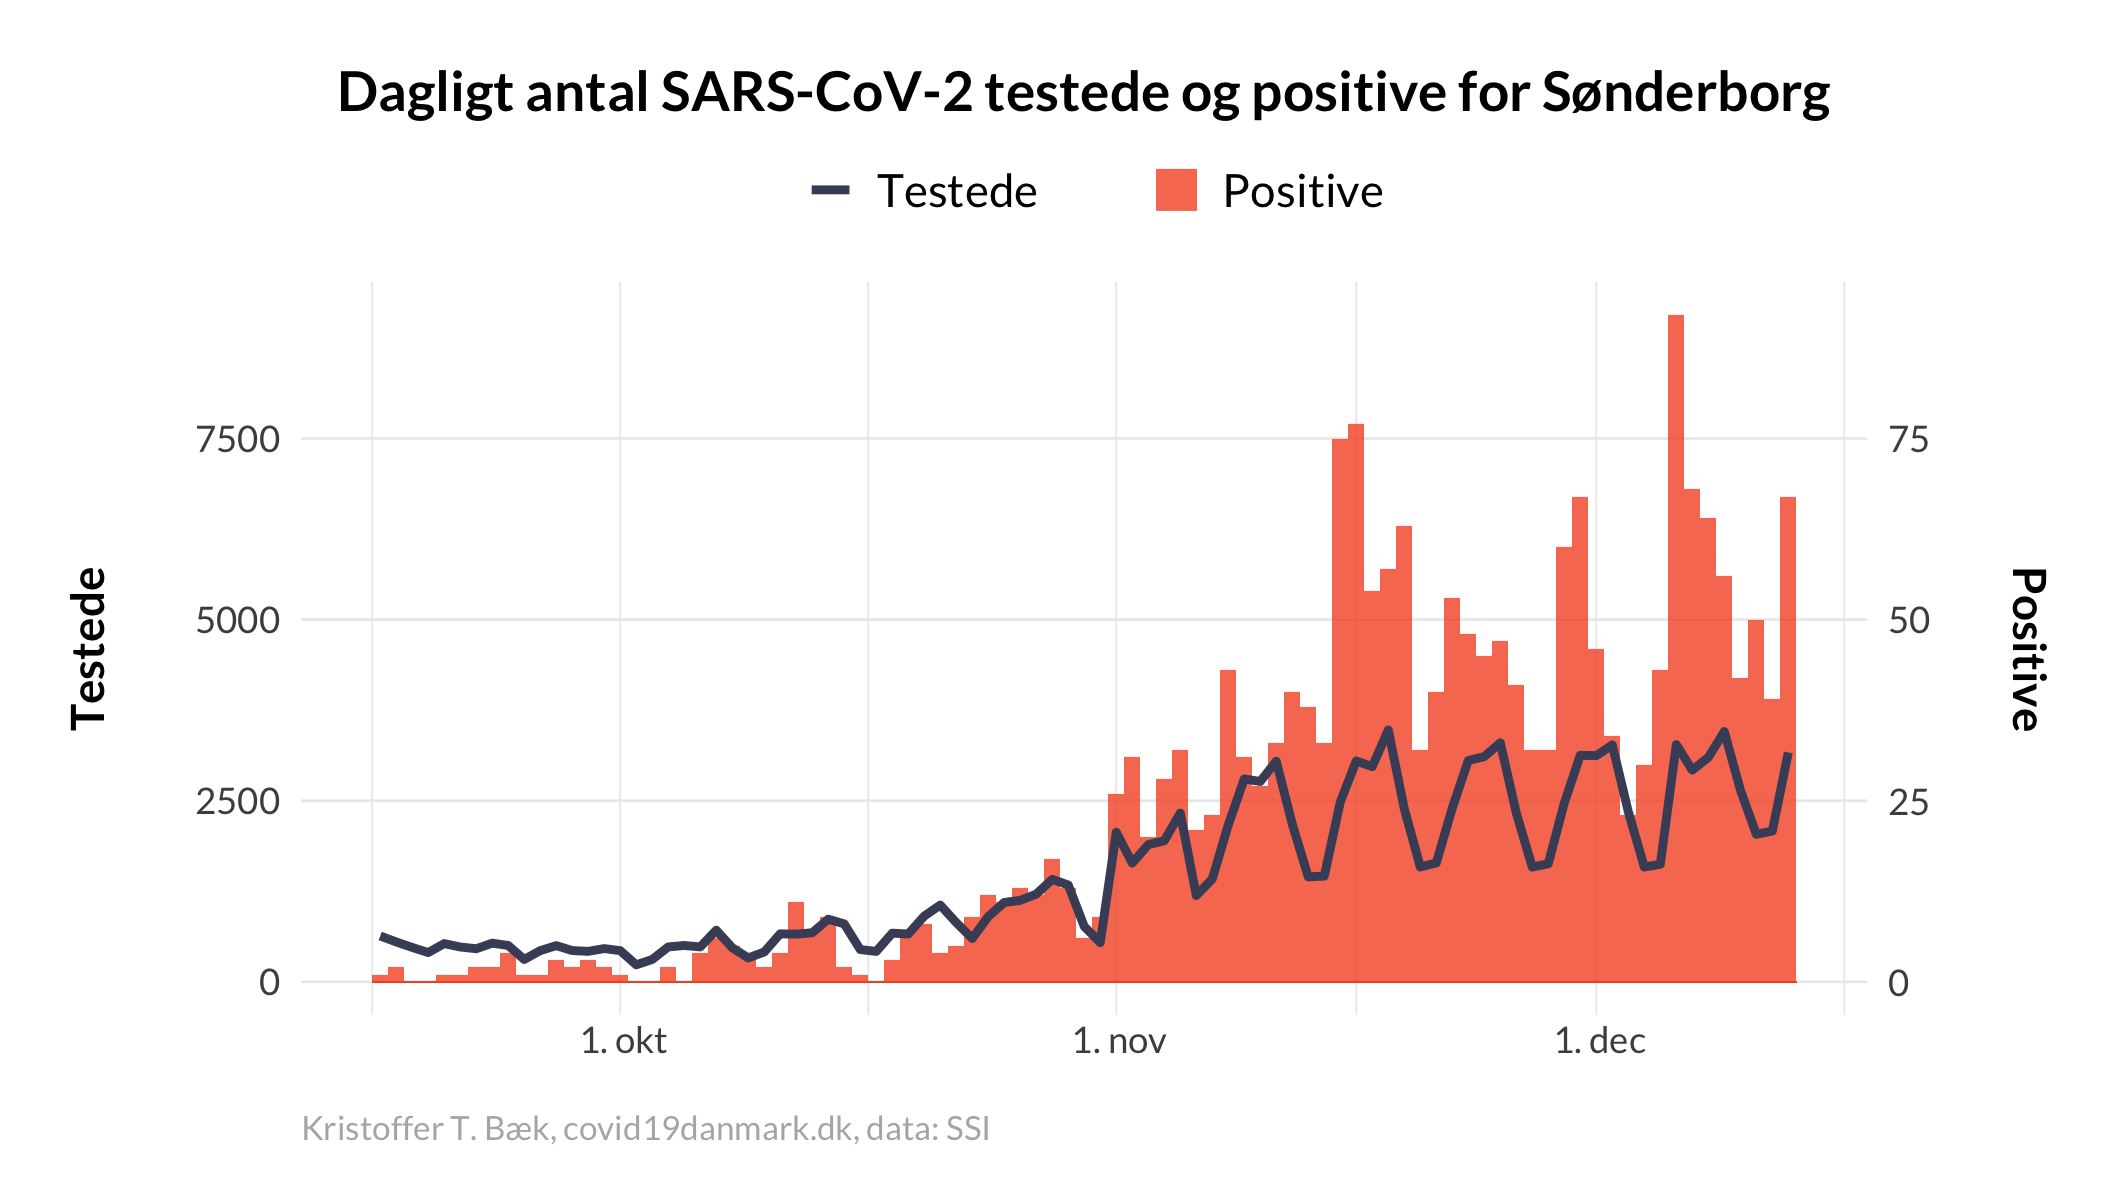 Dagligt antal SARS-CoV-2 testede og positive for Sønderborg
Testede
Positive
Testede
7500
5000
2500
0
75
50
25
0
Positive
1. okt
1. nov
1. dec
Kristoffer T. Bæk, covid19danmark.dk, data: SSI